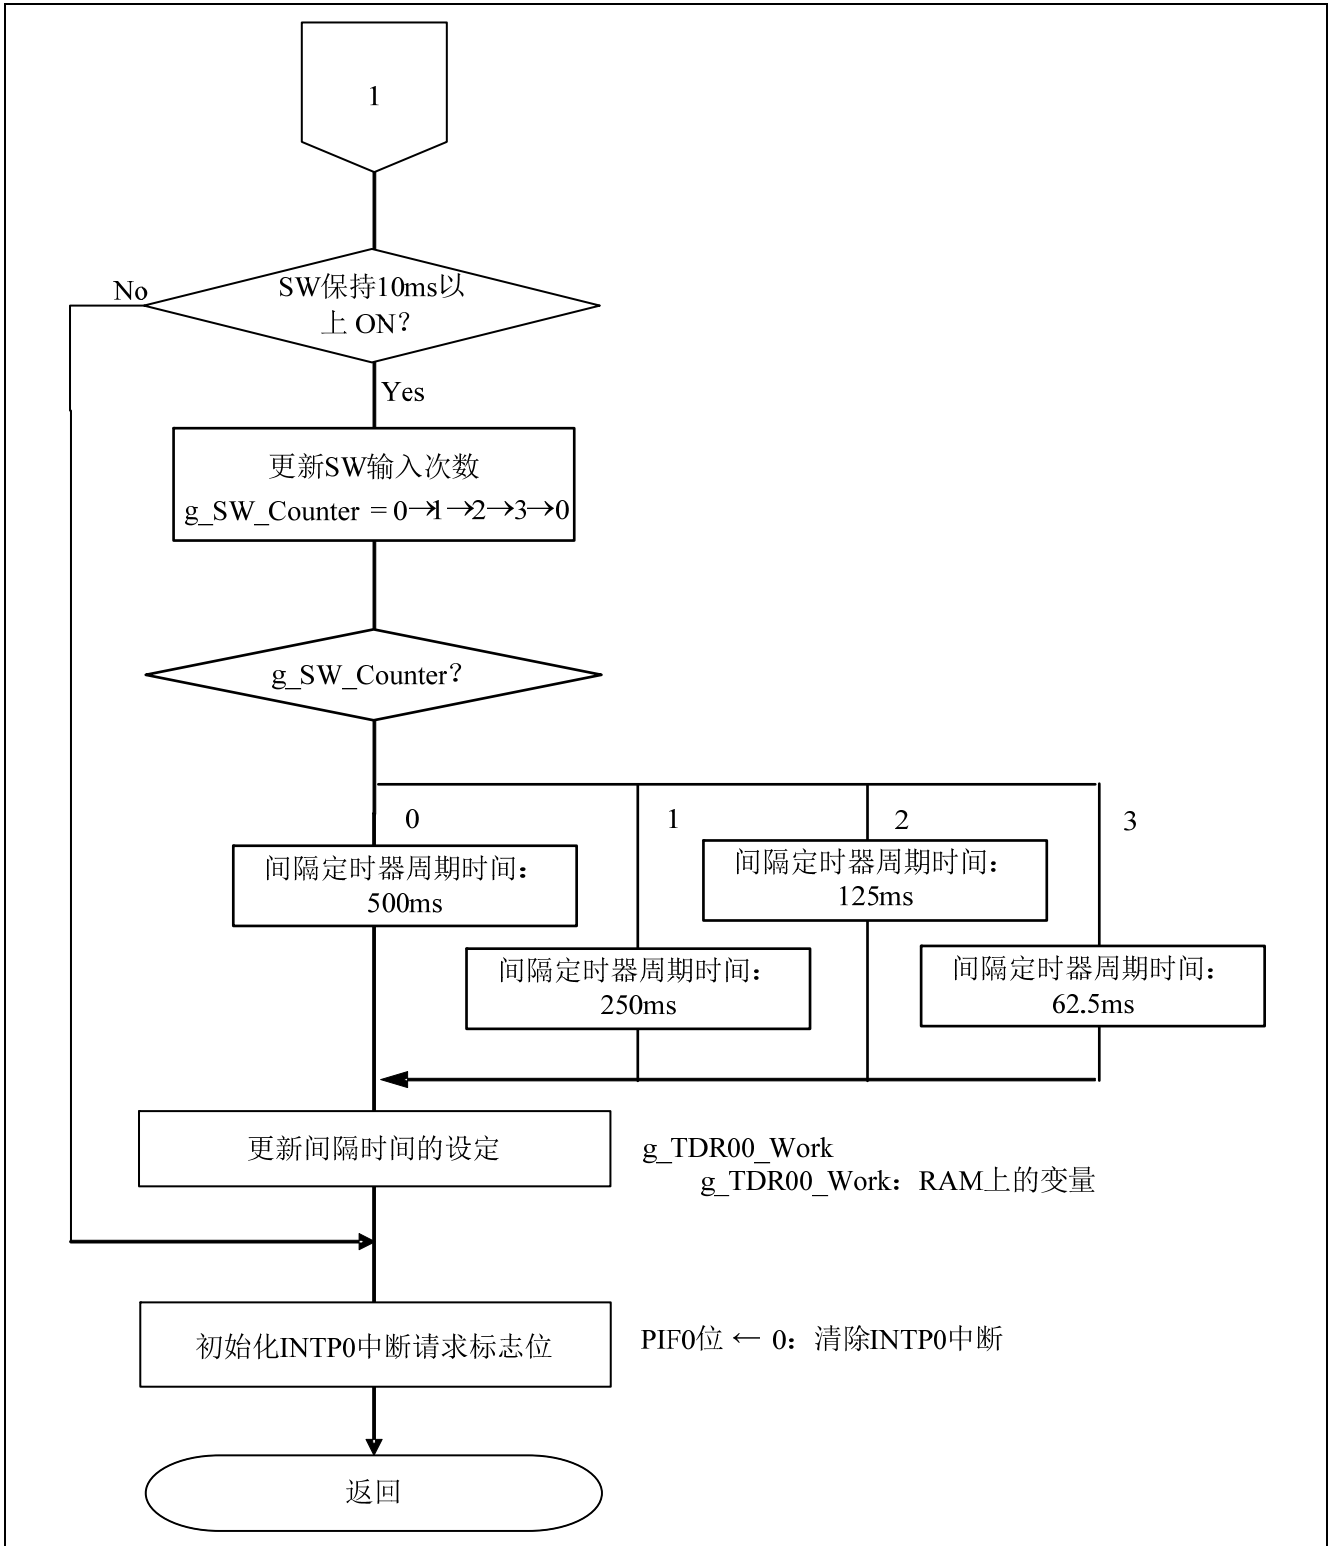 1
SW保持10ms以
上 ON？
No
Yes
更新SW输入次数
g_SW_Counter = 0→1→2→3→0
g_SW_Counter？
0
1
2
3
间隔定时器周期时间：
500ms
间隔定时器周期时间：
125ms
间隔定时器周期时间：
250ms
间隔定时器周期时间：
62.5ms
更新间隔时间的设定
g_TDR00_Work
g_TDR00_Work：RAM上的变量
初始化INTP0中断请求标志位
PIF0位 ← 0：清除INTP0中断
返回